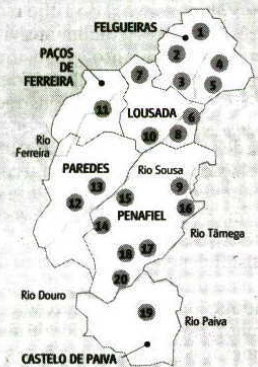 FELGUEIRAS
1
2
4
PAÇOS
DE
FERREIRA
7
3
5
11
LOUSADA
6
Rio
Ferreira
10
8
PAREDES
Rio Sousa
13
15
9
12
PENAFIEL
16
14
Rio Tâmega
18
17
20
Rio Douro
19
Rio Paiva
CASTELO DE PAIVA